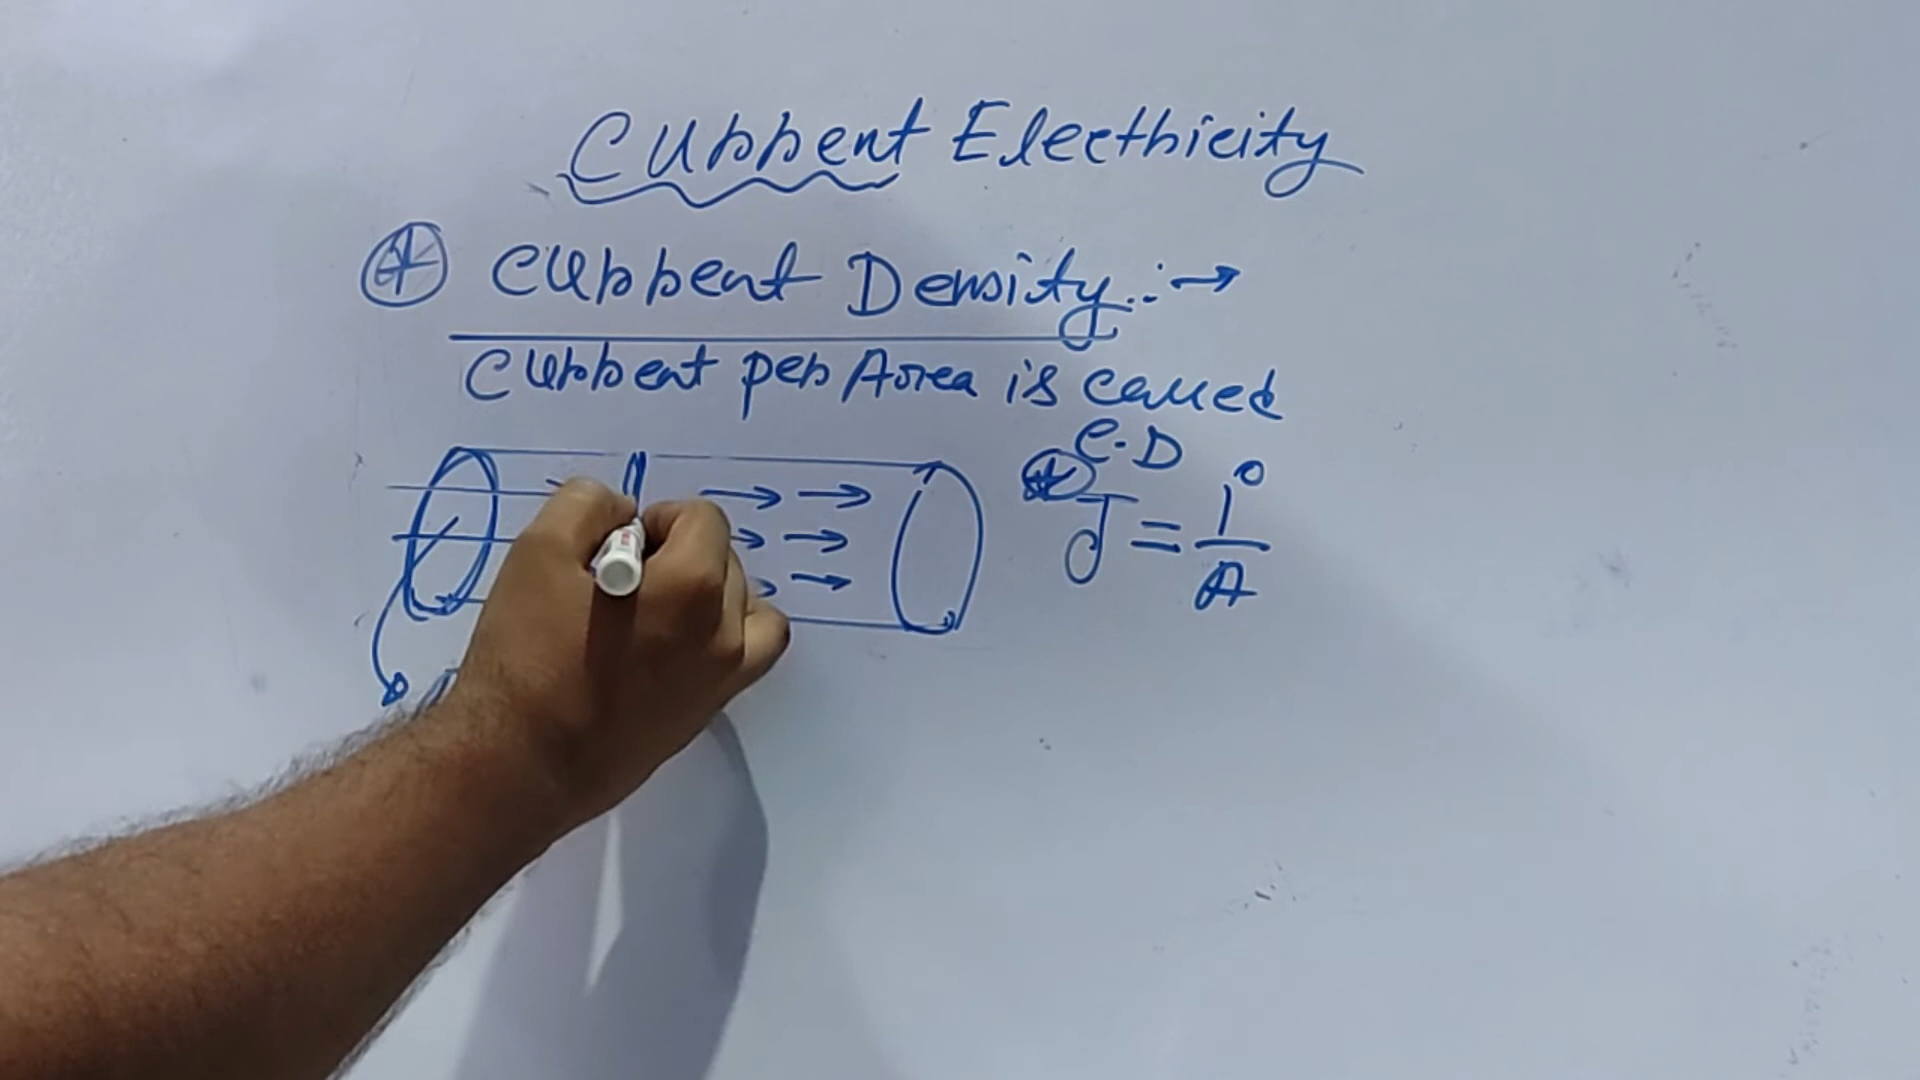 Current Electricity
Current Density :→
Current per Area is called
C.D
J = i
A